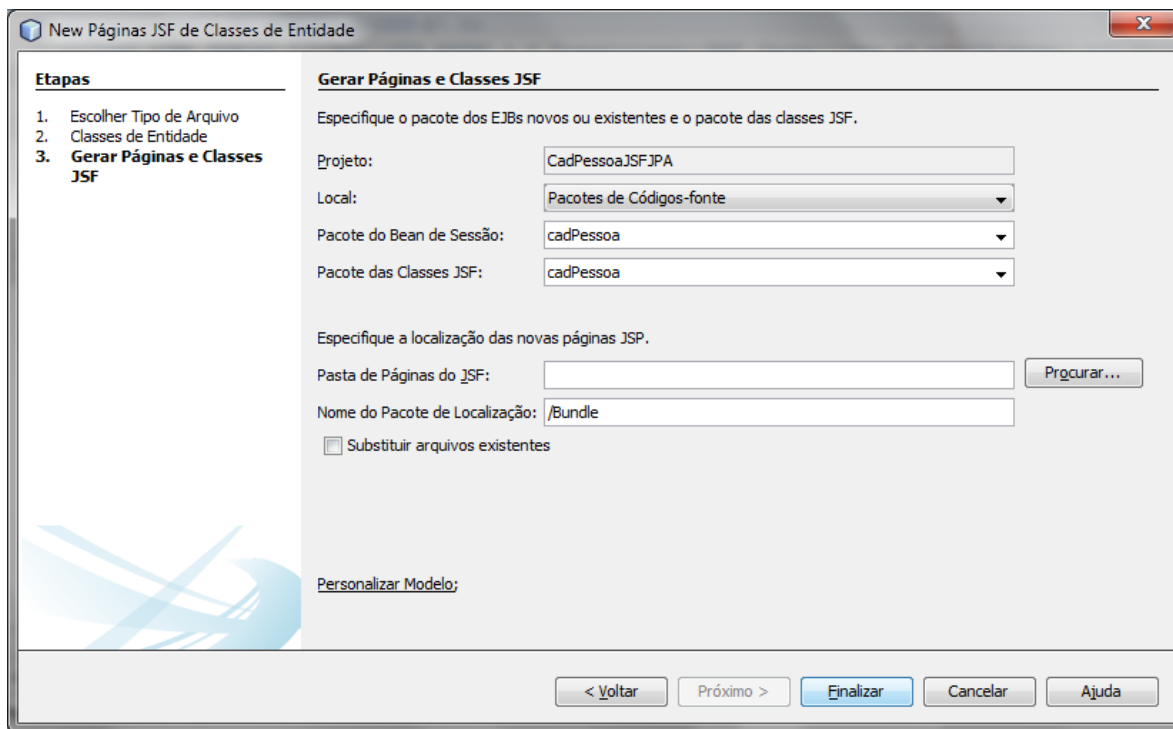 New Páginas JSF de Classes de Entidade
Etapas
1. Escolher Tipo de Arquivo
2. Classes de Entidade
3. Gerar Páginas e Classes
JSF
Gerar Páginas e Classes JSF
Especifique o pacote dos EJBs novos ou existentes e o pacote das classes JSF.
Projeto: CadPessoaJSFJPA
Local: Pacotes de Códigos-fonte
Pacote do Bean de Sessão: cadPessoa
Pacote das Classes JSF: cadPessoa
Especifique a localização das novas páginas JSP.
Pasta de Páginas do JSF: Procurar...
Nome do Pacote de Localização: /Bundle
Substituir arquivos existentes
Personalizar Modelo;
< Voltar Próximo > Finalizar Cancelar Ajuda